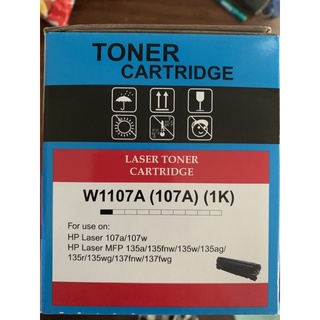 TONER
CARTRIDGE
LASER TONER
CARTRIDGE
W1107A (107A) (1K)
For use on:
HP Laser 107a/107w
HP Laser MFP 135a/135fnw/135w/135ag/
135r/135wg/137fnw/137fwg